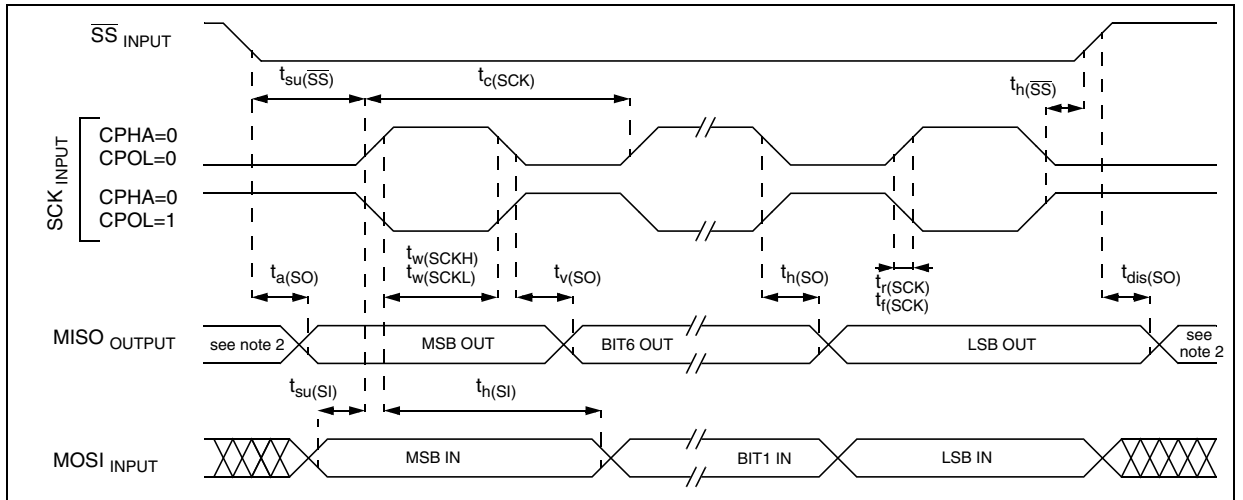 SS INPUT
tsu(SS)
tc(SCK)
th(SS)
SCK INPUT
CPHA=0
CPOL=0
CPHA=0
CPOL=1
ta(SO)
tw(SCKH)
tw(SCKL)
tv(SO)
th(SO)
tr(SCK)
tf(SCK)
tdis(SO)
MISO OUTPUT
see note 2
MSB OUT
BIT6 OUT
LSB OUT
see
note 2
tsu(SI)
th(SI)
MOSI INPUT
MSB IN
BIT1 IN
LSB IN